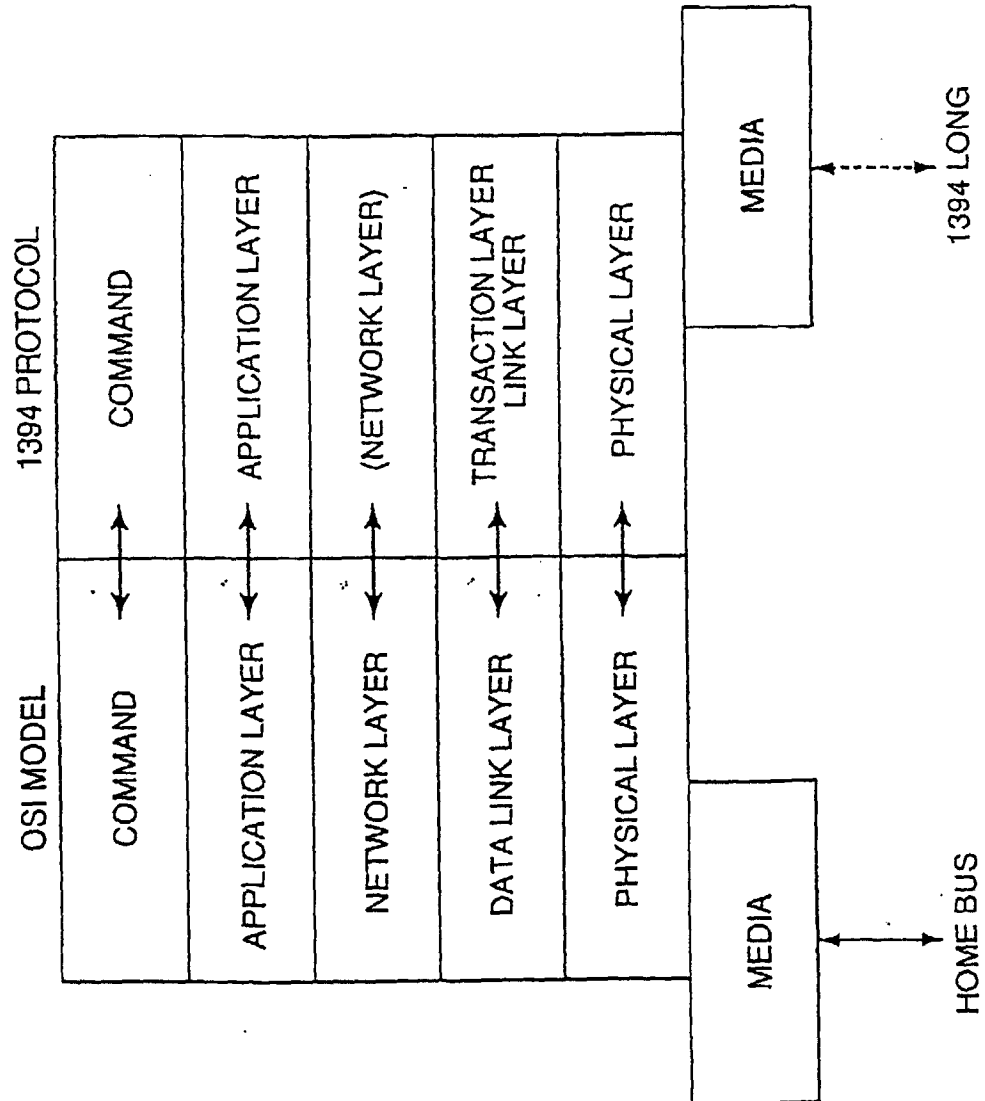 OSI MODEL
1394 PROTOCOL
COMMAND
COMMAND
APPLICATION LAYER
APPLICATION LAYER
NETWORK LAYER
(NETWORK LAYER)
DATA LINK LAYER
TRANSACTION LAYER
LINK LAYER
PHYSICAL LAYER
PHYSICAL LAYER
MEDIA
MEDIA
HOME BUS
1394 LONG